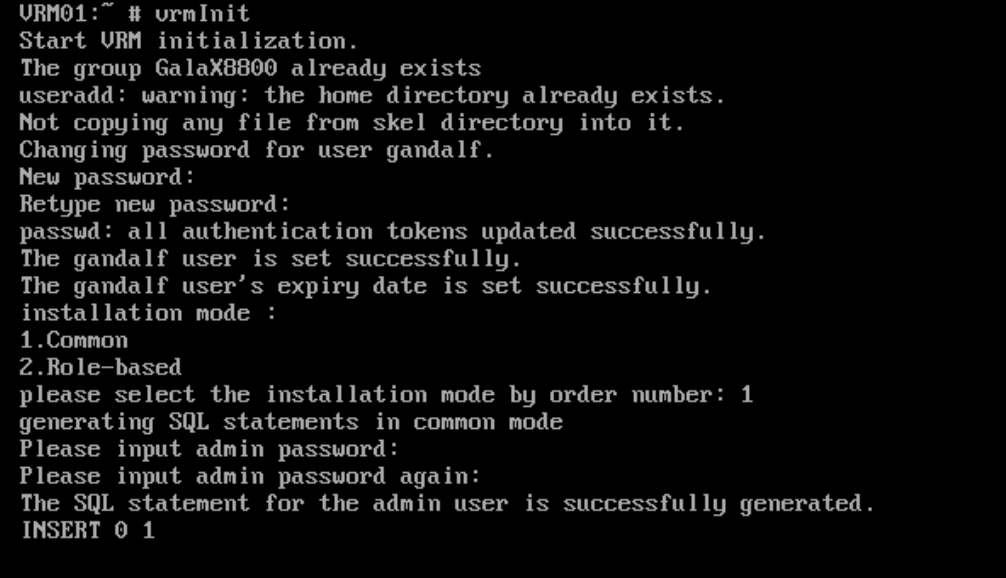 VRM01:~ # vrmInit
Start VRM initialization.
The group GalaX8800 already exists
useradd: warning: the home directory already exists.
Not copying any file from skel directory into it.
Changing password for user gandalf.
New password:
Retype new password:
passwd: all authentication tokens updated successfully.
The gandalf user is set successfully.
The gandalf user's expiry date is set successfully.
installation mode :
1.Common
2.Role-based
please select the installation mode by order number: 1
generating SQL statements in common mode
Please input admin password:
Please input admin password again:
The SQL statement for the admin user is successfully generated.
INSERT 0 1